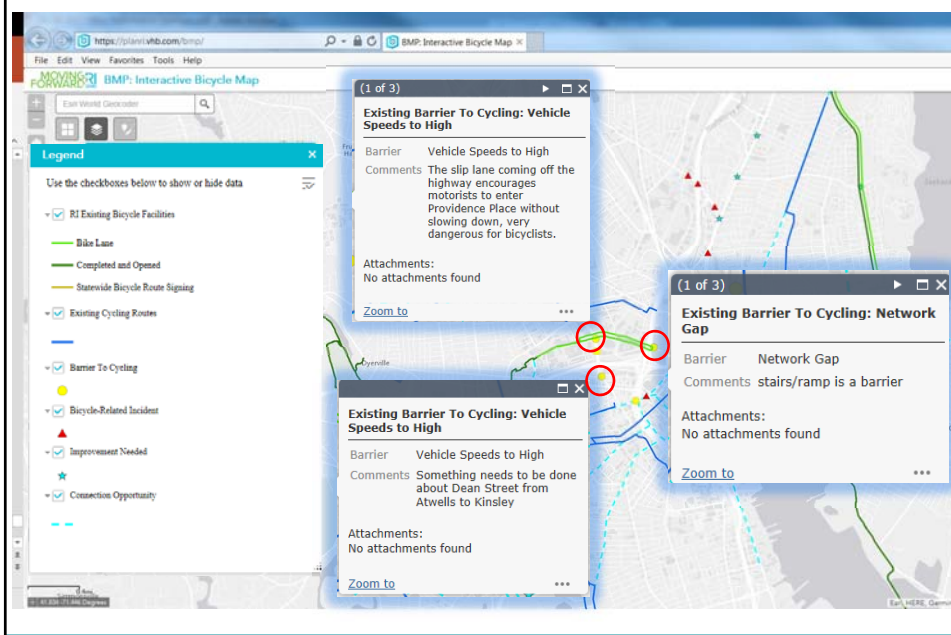 https://planri.vhb.com/bmp/
BMP: Interactive Bicycle Map
File Edit View Favorites Tools Help
MOVING RI
FORWARD
BMP: Interactive Bicycle Map
Esri World Geocoder
Legend
Use the checkboxes below to show or hide data
RI Existing Bicycle Facilities
Bike Lane
Completed and Opened
Statewide Bicycle Route Signing
Existing Cycling Routes
Barrier To Cycling
Bicycle-Related Incident
Improvement Needed
Connection Opportunity
(1 of 3)
Existing Barrier To Cycling: Vehicle
Speeds to High
Barrier Vehicle Speeds to High
Comments The slip lane coming off the
highway encourages
motorists to enter
Providence Place without
slowing down, very
dangerous for bicyclists.
Attachments:
No attachments found
Zoom to
(1 of 3)
Existing Barrier To Cycling: Network
Gap
Barrier Network Gap
Comments stairs/ramp is a barrier
Attachments:
No attachments found
Zoom to
Existing Barrier To Cycling: Vehicle
Speeds to High
Barrier Vehicle Speeds to High
Comments Something needs to be done
about Dean Street from
Atwells to Kinsley
Attachments:
No attachments found
Zoom to
Dyerville
Esri, HERE, Garmin